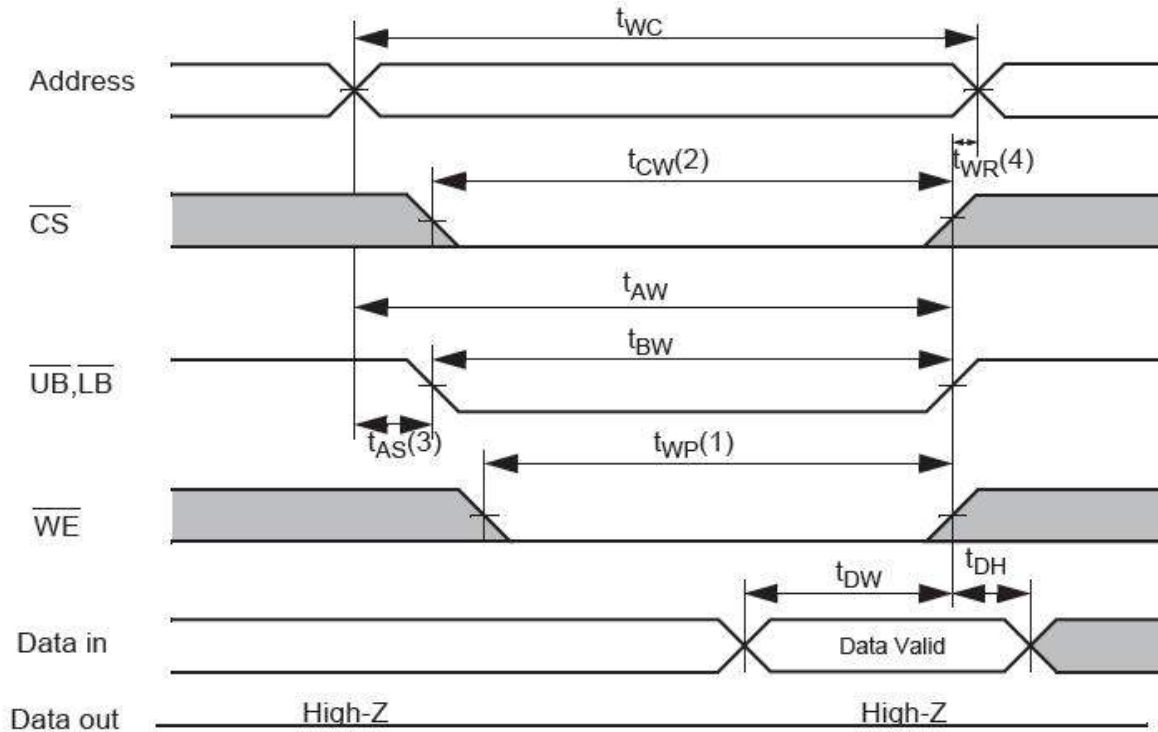 tWC
Address
tCW(2)
tWR(4)
CS
tAW
tBW
UB,LB
tAS(3)
tWP(1)
WE
tDW
tDH
Data in
Data Valid
Data out
High-Z
High-Z